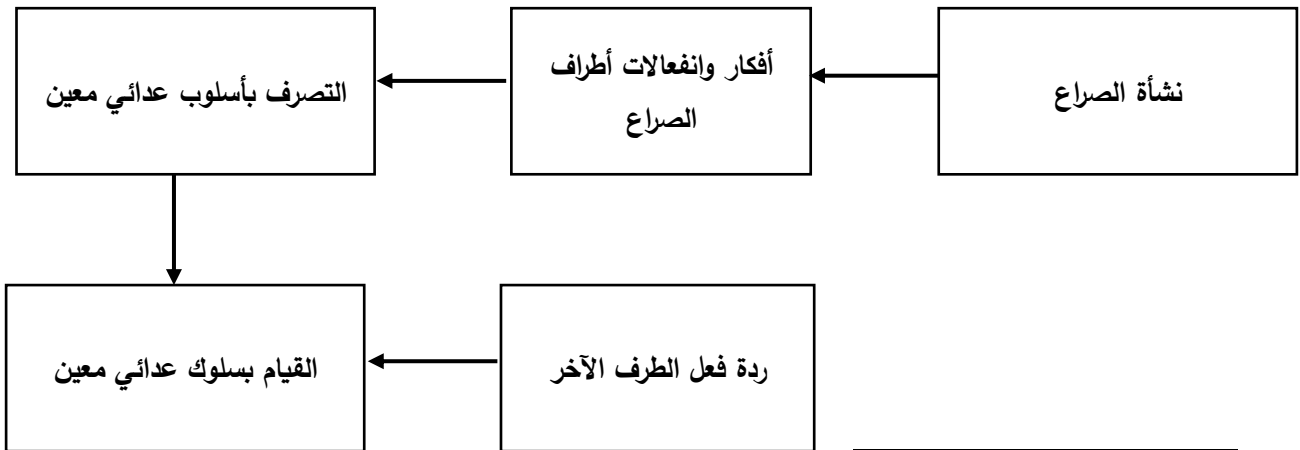 نشأة الصراع
أفكار وانفعالات أطراف
الصراع
التصرف بأسلوب عدائي معين
ردة فعل الطرف الآخر
القيام بسلوك عدائي معين